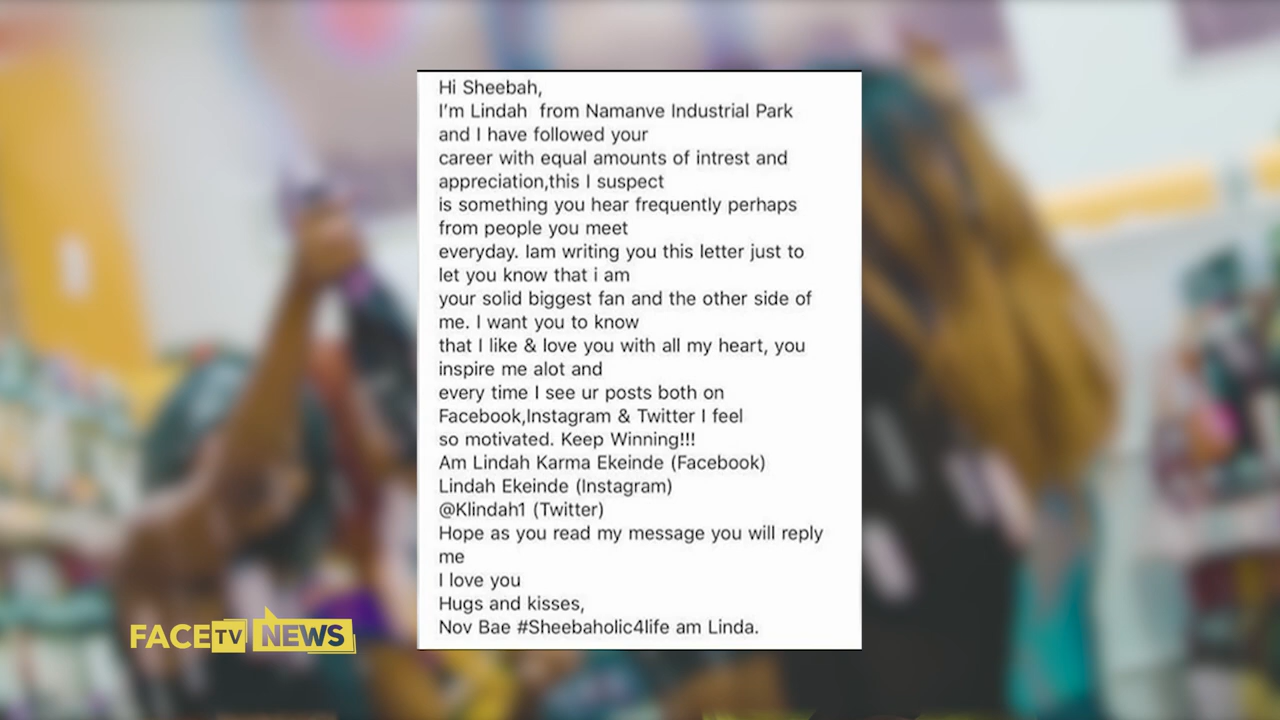 Hi Sheebah,
I'm Lindah  from Namanve Industrial Park
and I have followed your
career with equal amounts of intrest and
appreciation,this I suspect
is something you hear frequently perhaps
from people you meet
everyday. Iam writing you this letter just to
let you know that i am
your solid biggest fan and the other side of
me. I want you to know
that I like & love you with all my heart, you
inspire me alot and
every time I see ur posts both on
Facebook,Instagram & Twitter I feel
so motivated. Keep Winning!!!
Am Lindah Karma Ekeinde (Facebook)
Lindah Ekeinde (Instagram)
@Klindah1 (Twitter)
Hope as you read my message you will reply
me
I love you
Hugs and kisses,
Nov Bae #Sheebaholic4life am Linda.
FACE TV NEWS